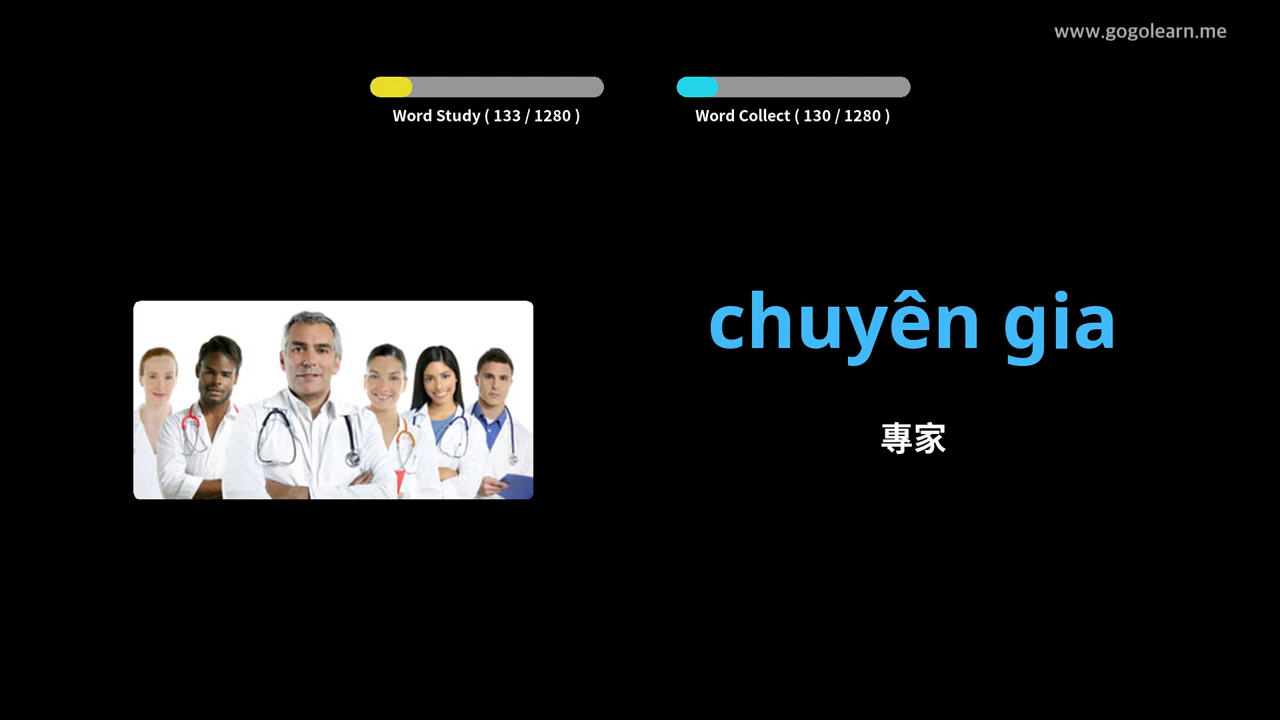 www.gogolearn.me
Word Study ( 133 / 1280 )
Word Collect ( 130 / 1280 )
chuyên gia
專家